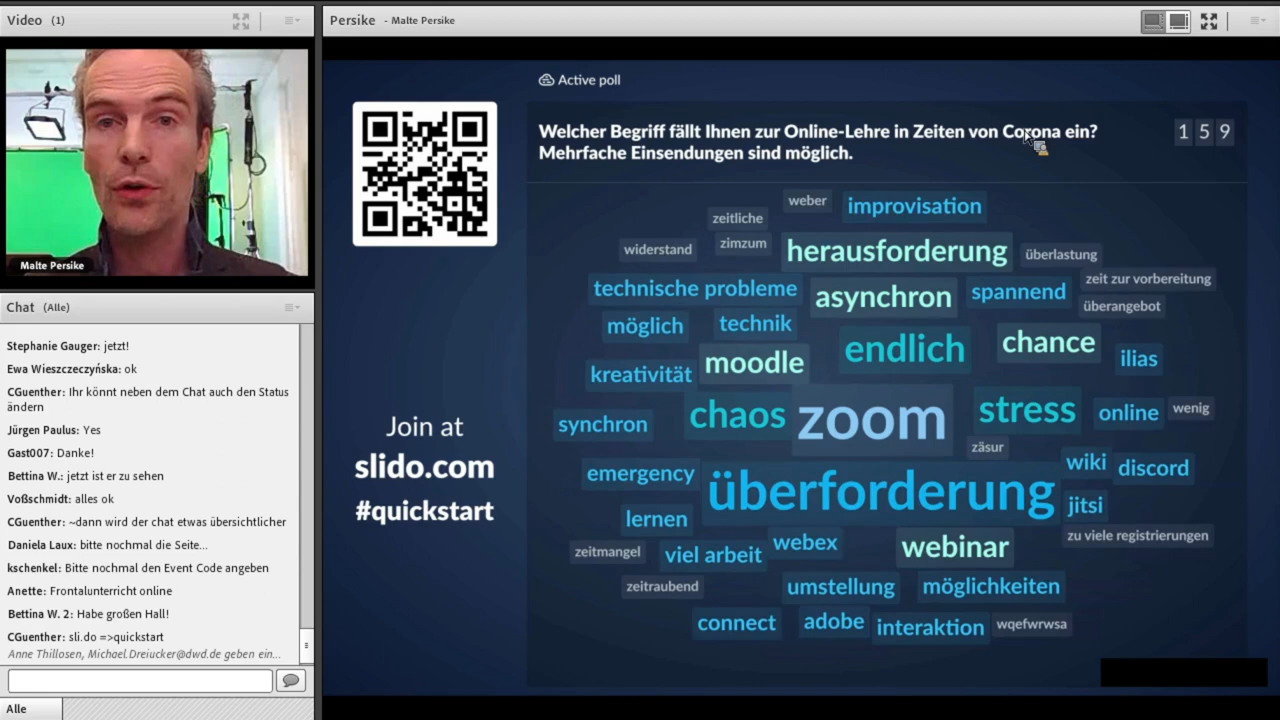 Video (1)
Malte Persike
Chat (Alle)
Stephanie Gauger: jetzt!
Ewa Wieszczeczyńska: ok
CGuenther: Ihr könnt neben dem Chat auch den Status
ändern
Jürgen Paulus: Yes
Gast007: Danke!
Bettina W.: jetzt ist er zu sehen
Voßschmidt: alles ok
CGuenther: ~dann wird der chat etwas übersichtlicher
Daniela Laux: bitte nochmal die Seite...
kschenkel: Bitte nochmal den Event Code angeben
Anette: Frontalunterricht online
Bettina W. 2: Habe großen Hall!
CGuenther: sli.do =>quickstart
Anne Thillosen, Michael.Dreiucker@dwd.de geben ein...
Alle
Persike - Malte Persike
Active poll
Welcher Begriff fällt Ihnen zur Online-Lehre in Zeiten von Corona ein?
Mehrfache Einsendungen sind möglich.
1 5 9
Join at
slido.com
#quickstart
weber improvisation
zeitliche
widerstand zimzum herausforderung überlastung
technische probleme asynchron spannend zeit zur vorbereitung
überangebot
möglich technik endlich chance
kreativität moodle ilias
synchron chaos zoom stress online wenig
zäsur
emergency überforderung wiki discord
lernen jitsi
zeitmangel viel arbeit webex webinar zu viele registrierungen
zeitraubend umstellung möglichkeiten
connect adobe interaktion wqefwrwsa